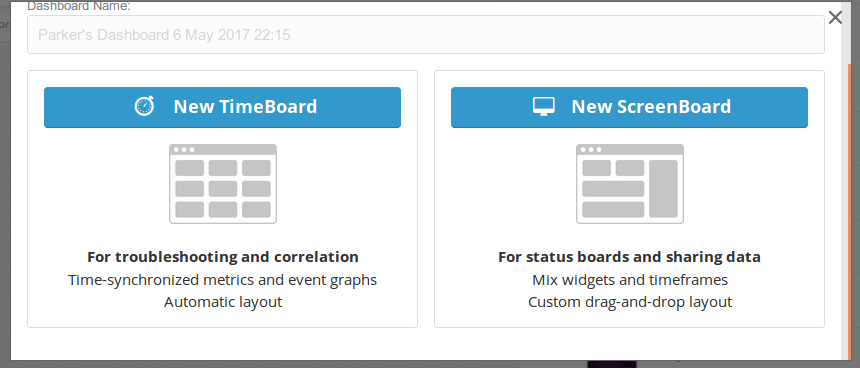 Dashboard Name:
Parker's Dashboard 6 May 2017 22:15
New TimeBoard
For troubleshooting and correlation
Time-synchronized metrics and event graphs
Automatic layout
New ScreenBoard
For status boards and sharing data
Mix widgets and timeframes
Custom drag-and-drop layout